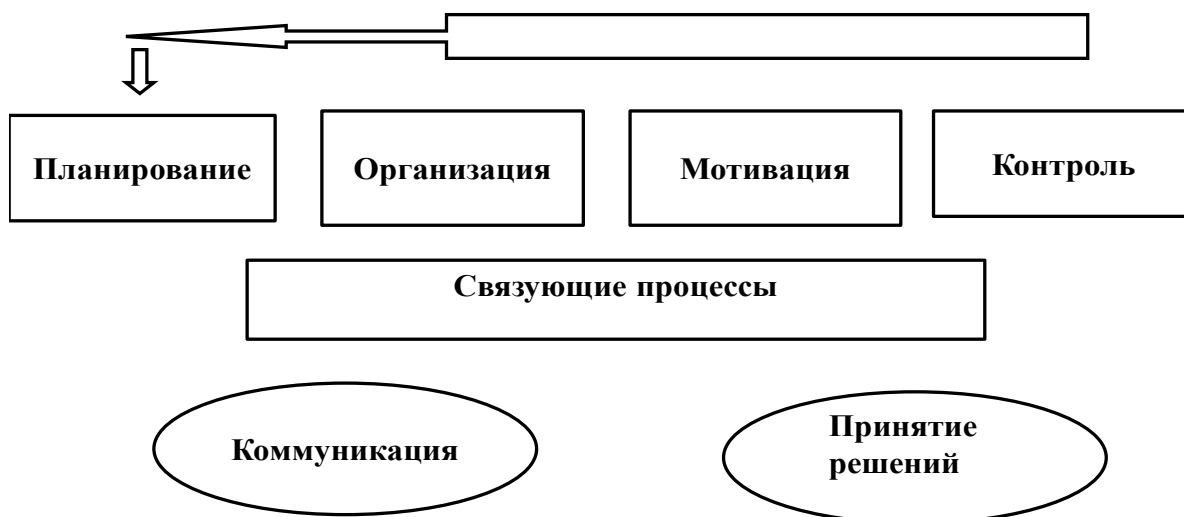 Планирование
Организация
Мотивация
Контроль
Связующие процессы
Коммуникация
Принятие
решений